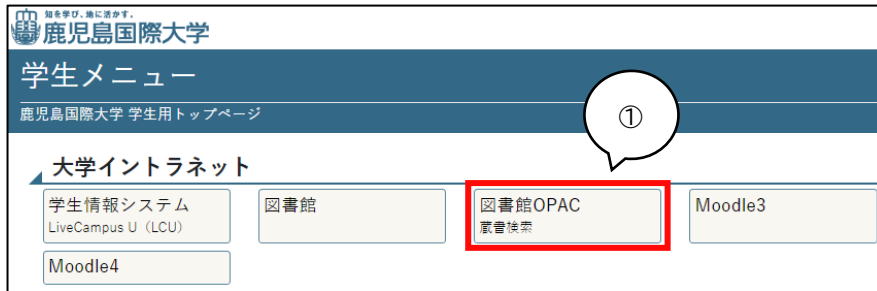 知を学び、地に活かす。
鹿児島国際大学
学生メニュー
鹿児島国際大学 学生用トップページ
①
大学イントラネット
学生情報システム
LiveCampus U（LCU）
図書館
図書館OPAC
蔵書検索
Moodle3
Moodle4